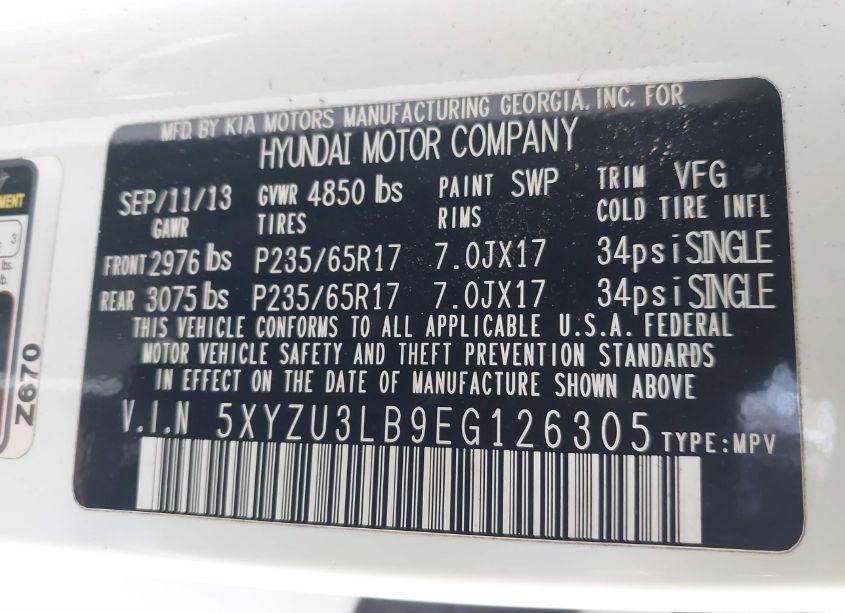 MFD. BY KIA MOTORS MANUFACTURING GEORGIA, INC. FOR
HYUNDAI MOTOR COMPANY
SEP/11/13 GVWR 4850 lbs PAINT SWP TRIM VFG
GAWR TIRES RIMS COLD TIRE INFL
FRONT 2976 lbs P235/65R17 7.0JX17 34psi SINGLE
REAR 3075 lbs P235/65R17 7.0JX17 34psi SINGLE
THIS VEHICLE CONFORMS TO ALL APPLICABLE U.S.A. FEDERAL
MOTOR VEHICLE SAFETY AND THEFT PREVENTION STANDARDS
IN EFFECT ON THE DATE OF MANUFACTURE SHOWN ABOVE
V.I.N 5XYZU3LB9EG126305 TYPE:MPV
MENT
3
lbs.
b.
Z670